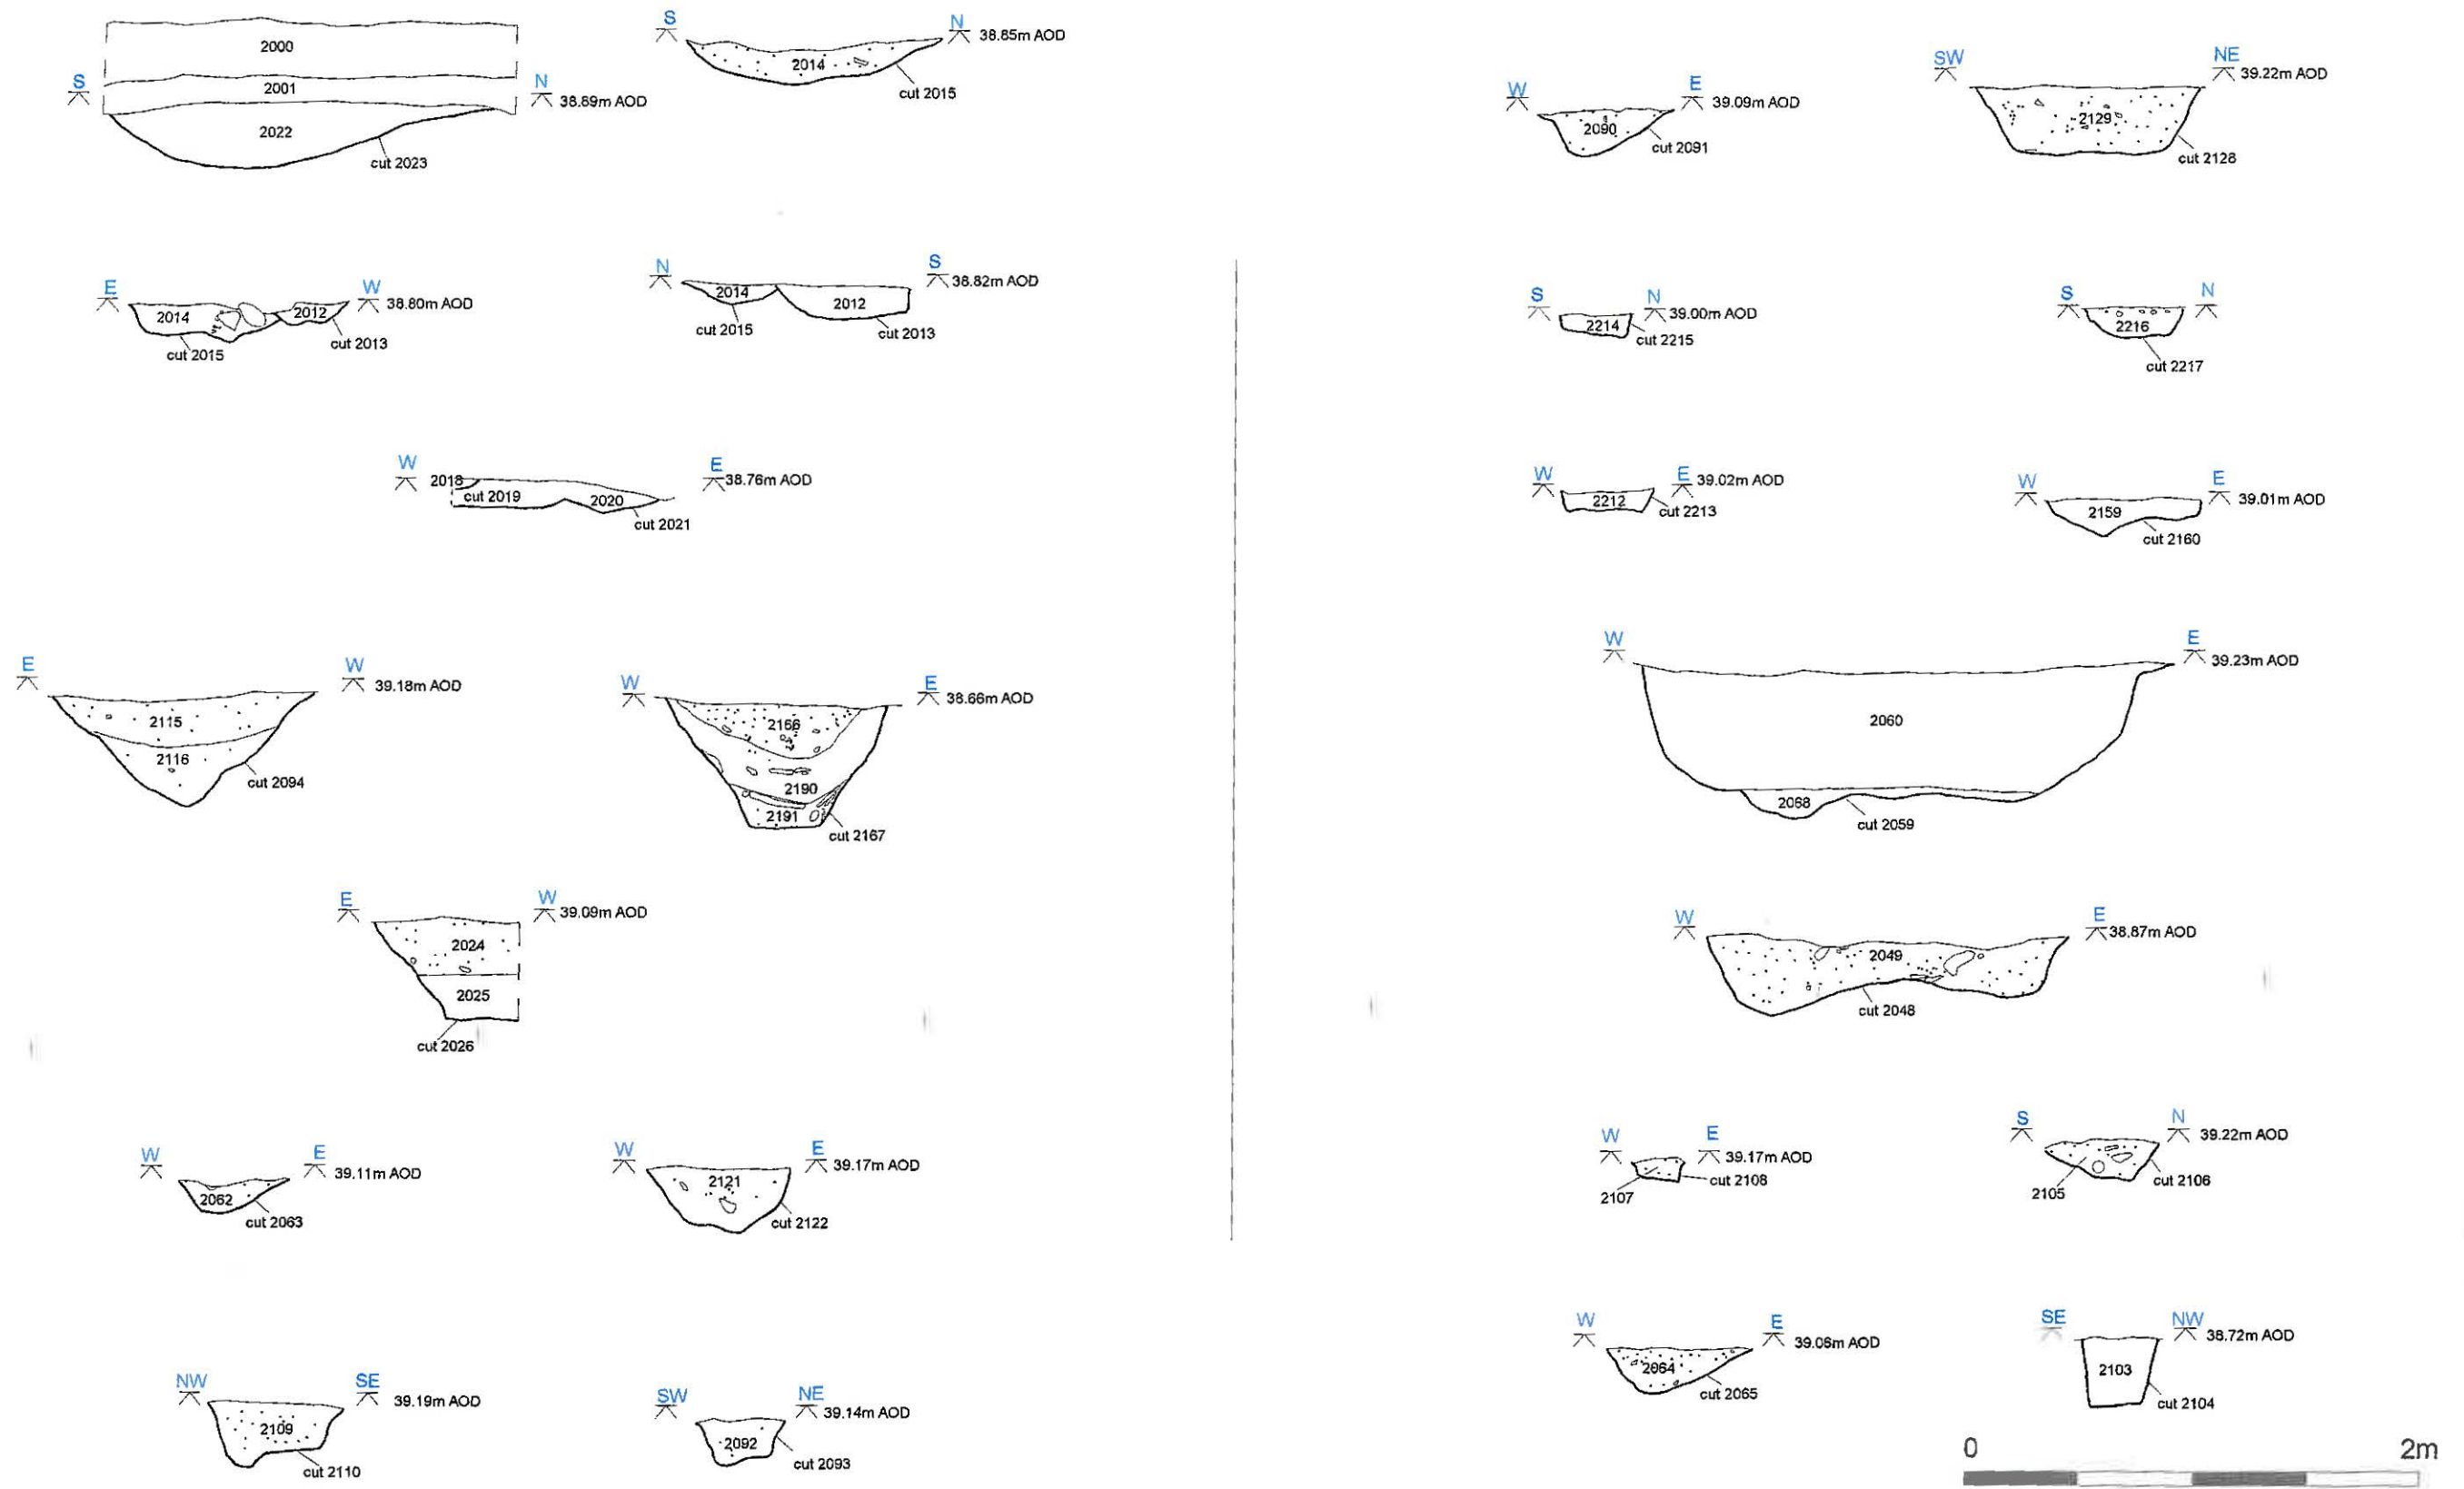 2000
2001
S
N
38.89m AOD
2022
cut 2023
S
N
38.85m AOD
2014
cut 2015
E
W
38.80m AOD
2014
2012
cut 2013
cut 2015
N
S
38.82m AOD
2014
2012
cut 2015
cut 2013
W
2018
E
38.76m AOD
cut 2019
2020
cut 2021
E
W
39.18m AOD
2115
2116
cut 2094
W
E
38.66m AOD
2166
2190
2191
cut 2167
E
W
39.09m AOD
2024
2025
cut 2026
W
E
39.11m AOD
2062
cut 2063
W
E
39.17m AOD
2121
cut 2122
NW
SE
39.19m AOD
2109
cut 2110
SW
NE
39.14m AOD
2092
cut 2093
W
E
39.09m AOD
2090
cut 2091
SW
NE
39.22m AOD
2129
cut 2128
S
N
39.00m AOD
2214
cut 2215
S
N
2216
cut 2217
W
E
39.02m AOD
2212
cut 2213
W
E
39.01m AOD
2159
cut 2160
W
E
39.23m AOD
2060
2068
cut 2059
W
E
38.87m AOD
2049
cut 2048
W
E
39.17m AOD
2107
cut 2108
S
N
39.22m AOD
2105
cut 2106
W
E
39.06m AOD
2064
cut 2065
SE
NW
38.72m AOD
2103
cut 2104
0
2m